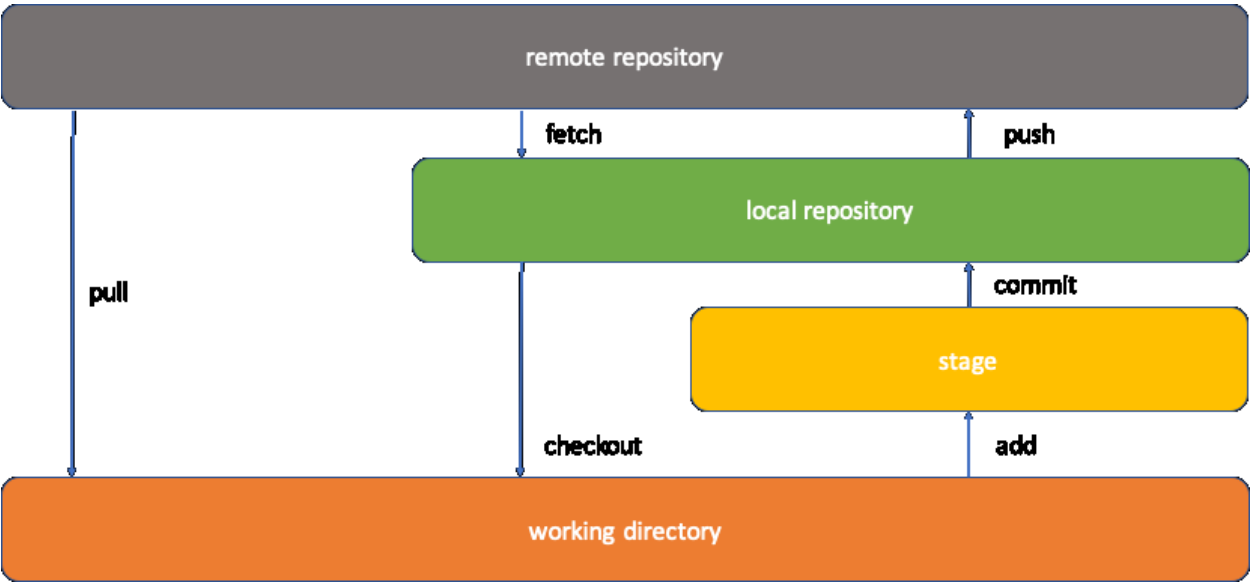 remote repository
fetch
push
local repository
pull
commit
stage
checkout
add
working directory